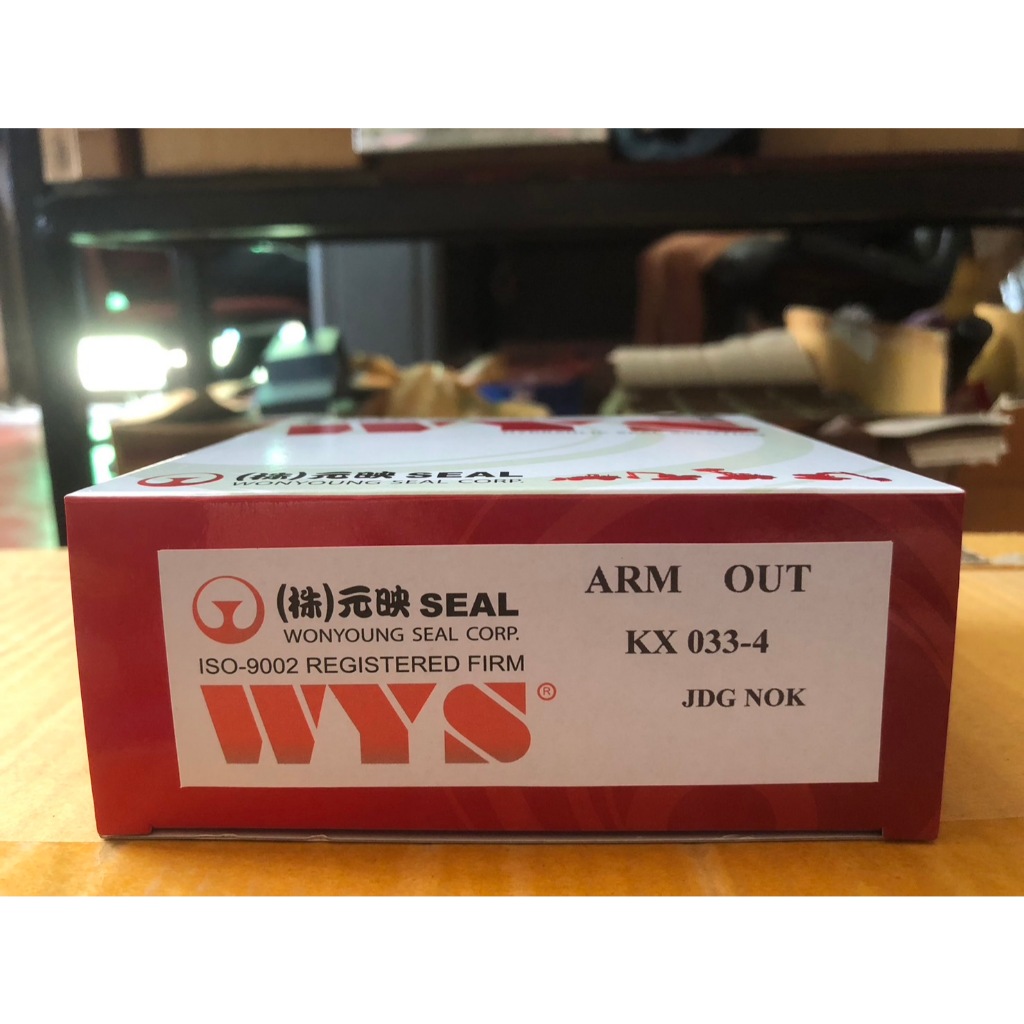 WYS
(株)元映 SEAL
WONYOUNG SEAL CORP.
(株)元映 SEAL
WONYOUNG SEAL CORP.
ISO-9002 REGISTERED FIRM
WYS®
ARM OUT
KX 033-4
JDG NOK